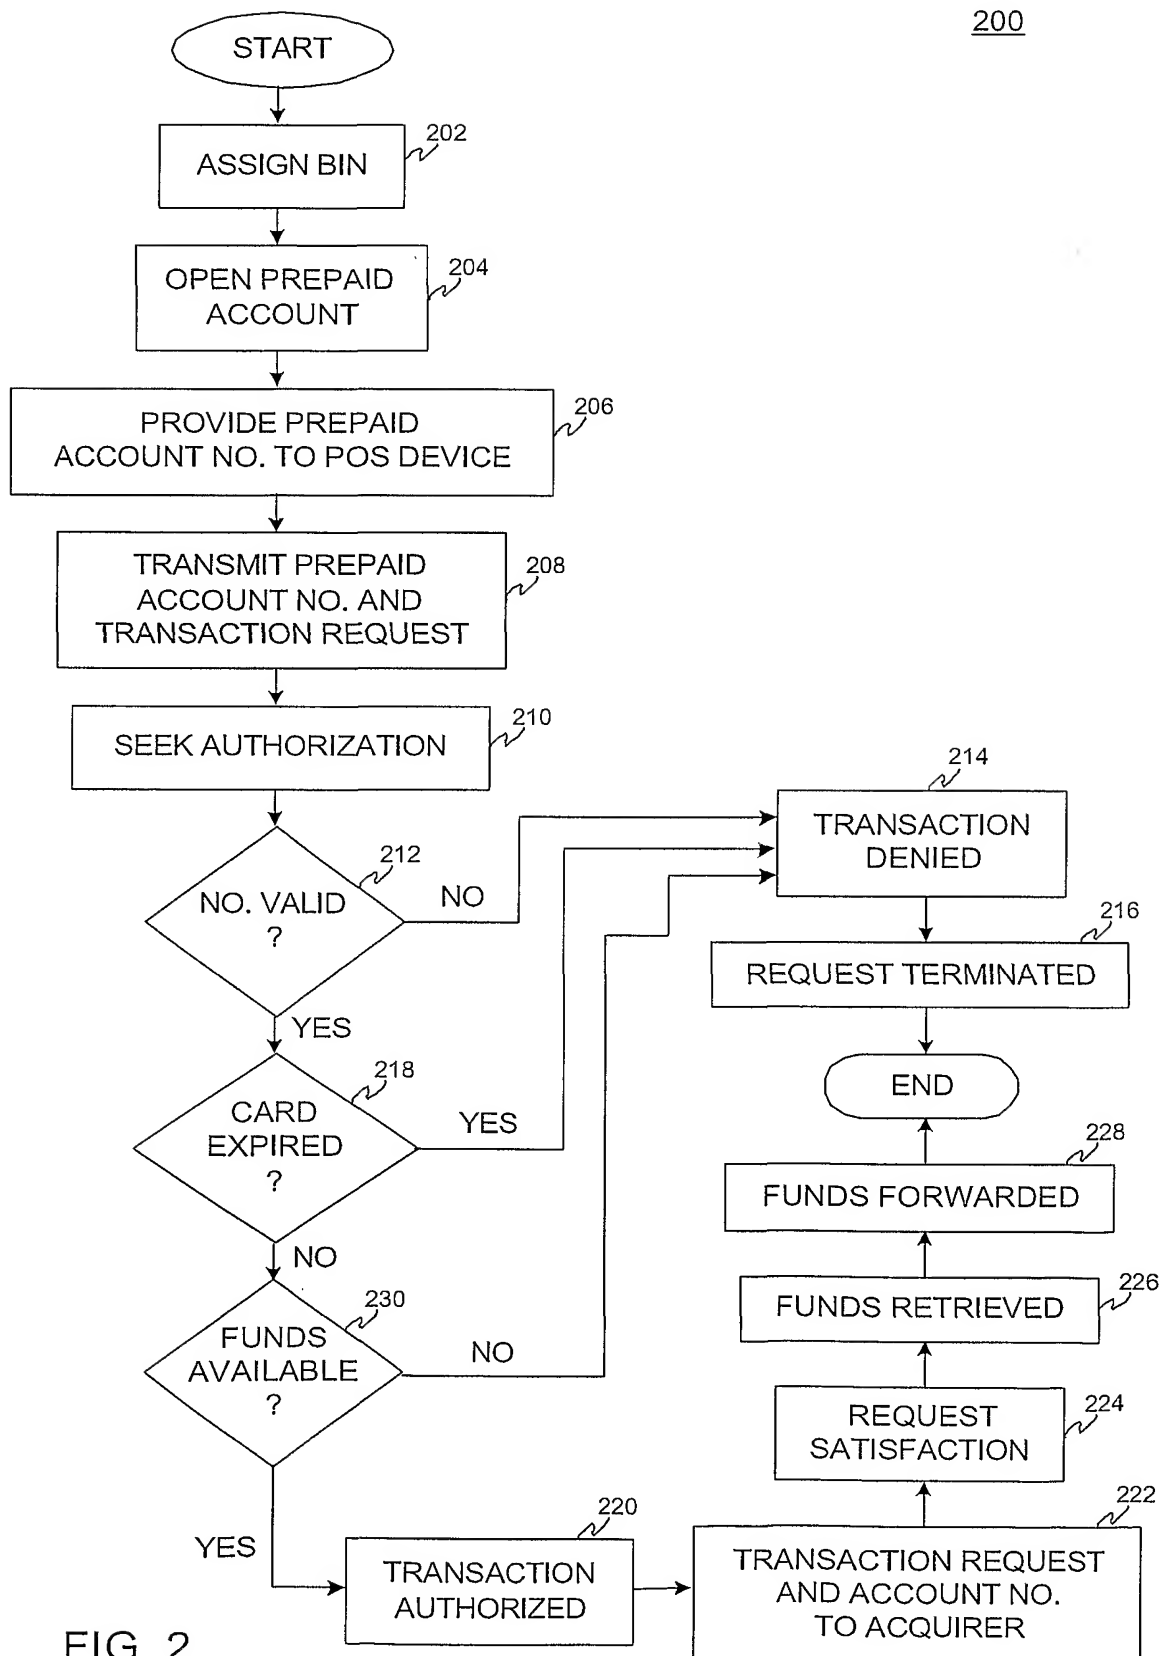 200
START
202
ASSIGN BIN
204
OPEN PREPAID
ACCOUNT
206
PROVIDE PREPAID
ACCOUNT NO. TO POS DEVICE
208
TRANSMIT PREPAID
ACCOUNT NO. AND
TRANSACTION REQUEST
210
SEEK AUTHORIZATION
214
TRANSACTION
DENIED
212
NO. VALID
?
NO
216
REQUEST TERMINATED
YES
218
CARD
EXPIRED
?
YES
END
228
FUNDS FORWARDED
NO
230
FUNDS
AVAILABLE
?
NO
226
FUNDS RETRIEVED
224
REQUEST
SATISFACTION
YES
220
TRANSACTION
AUTHORIZED
222
TRANSACTION REQUEST
AND ACCOUNT NO.
TO ACQUIRER
FIG. 2